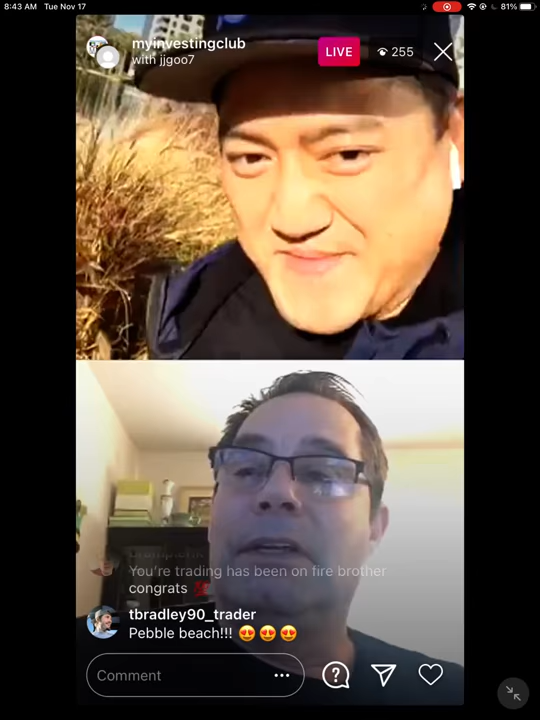 8:43 AM Tue Nov 17
81%
myinvestingclub
with jjgoo7
LIVE
255
You're trading has been on fire brother
congrats 💯
tbradley90_trader
Pebble beach!!! 😍 😍 😍
Comment